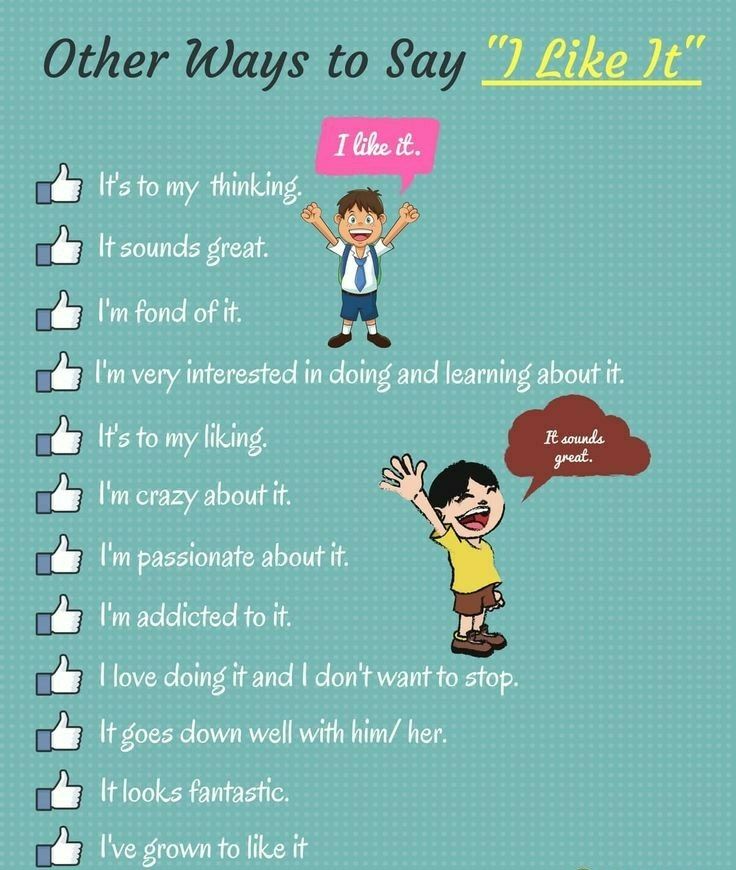 Other Ways to Say "I Like It"
I like it.
It's to my thinking.
It sounds great.
I'm fond of it.
I'm very interested in doing and learning about it.
It's to my liking.
It sounds
great.
I'm crazy about it.
I'm passionate about it.
I'm addicted to it.
I love doing it and I don't want to stop.
It goes down well with him/ her.
It looks fantastic.
I've grown to like it